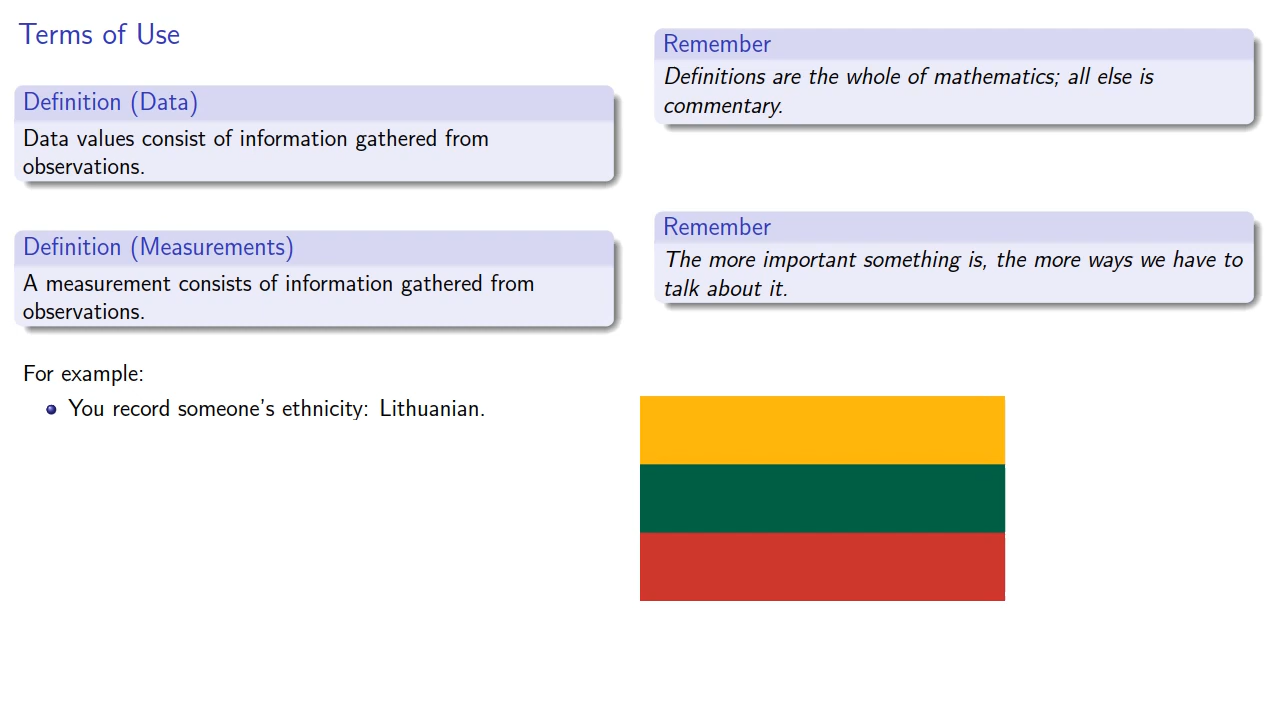 Terms of Use
Definition (Data)
Data values consist of information gathered from
observations.
Definition (Measurements)
A measurement consists of information gathered from
observations.
For example:
You record someone's ethnicity: Lithuanian.
Remember
Definitions are the whole of mathematics; all else is
commentary.
Remember
The more important something is, the more ways we have to
talk about it.